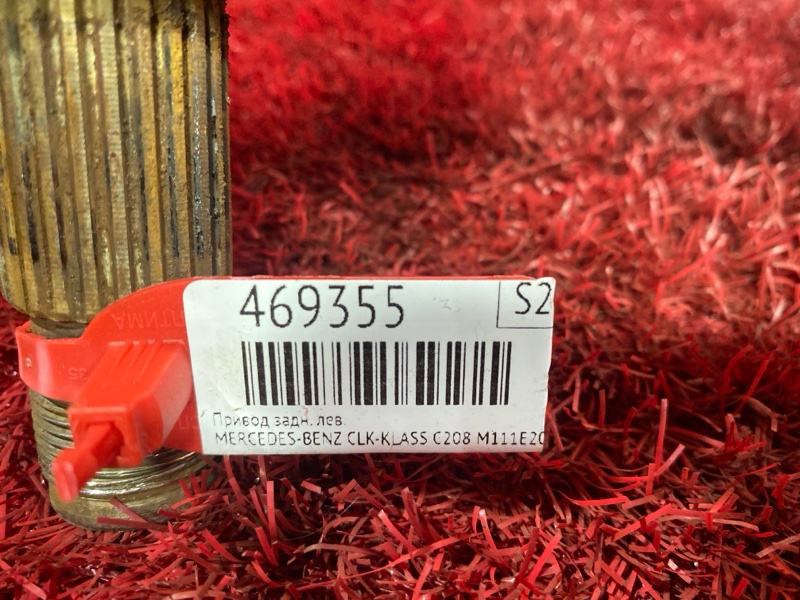 469355
S2
Привод задн. лев.
MERCEDES-BENZ CLK-KLASS C208 M111E20